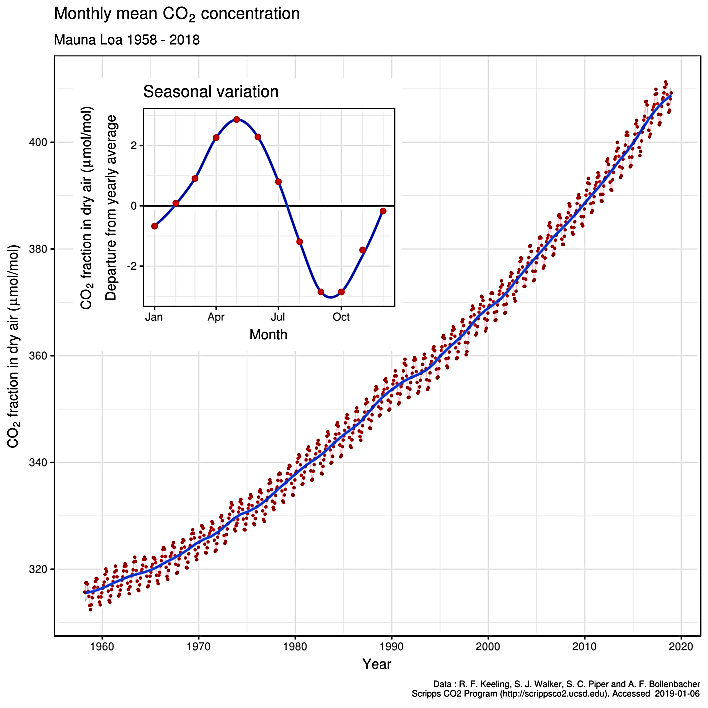 Monthly mean CO₂ concentration
Mauna Loa 1958 - 2018
Seasonal variation
CO₂ fraction in dry air (μmol/mol)
Departure from yearly average
2
0
-2
Jan Apr Jul Oct
Month
CO₂ fraction in dry air (μmol/mol)
400
380
360
340
320
1960 1970 1980 1990 2000 2010 2020
Year
Data : R. F. Keeling, S. J. Walker, S. C. Piper and A. F. Bollenbacher
Scripps CO2 Program (http://scrippsco2.ucsd.edu). Accessed 2019-01-06